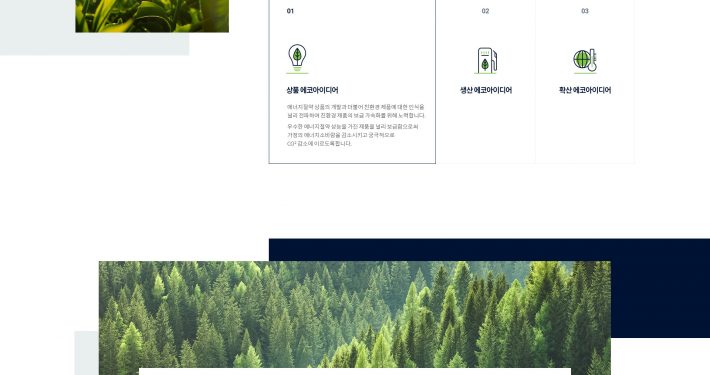 01
02
03
상품 에코아이디어
생산 에코아이디어
확산 에코아이디어
에너지절약 상품의 개발과 더불어 친환경 제품에 대한 인식을
널리 전파하여 친환경 제품의 보급 가속화를 위해 노력합니다.
우수한 에너지절약 성능을 가진 제품을 널리 보급함으로써
가정의 에너지소비량을 감소시키고 궁극적으로
CO² 감소에 이르도록합니다.